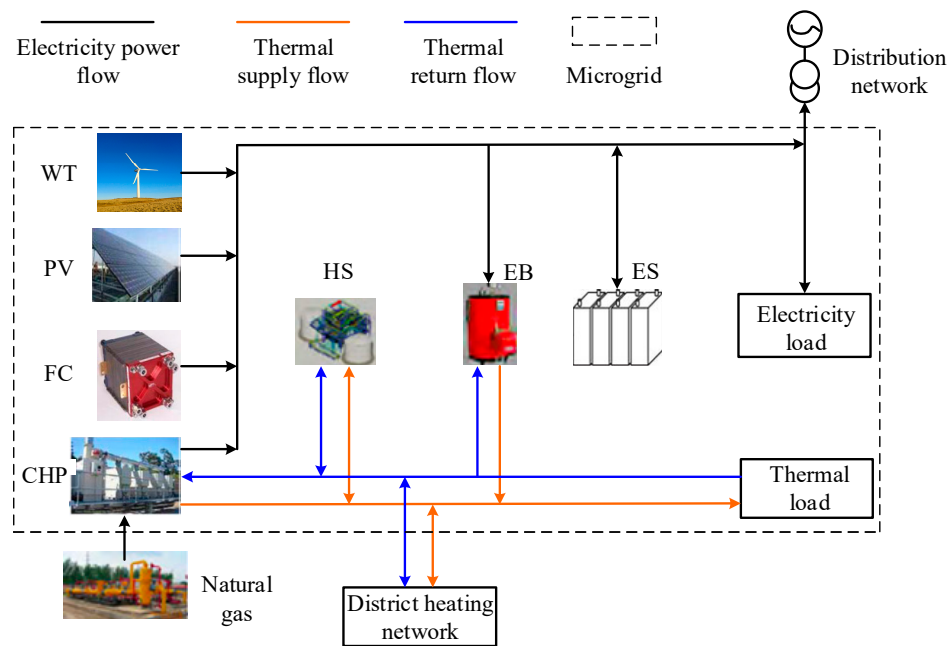 Electricity power
flow
Thermal
supply flow
Thermal
return flow
Microgrid
Distribution
network
WT
PV
HS
EB
ES
Electricity
load
FC
CHP
Thermal
load
Natural
gas
District heating
network